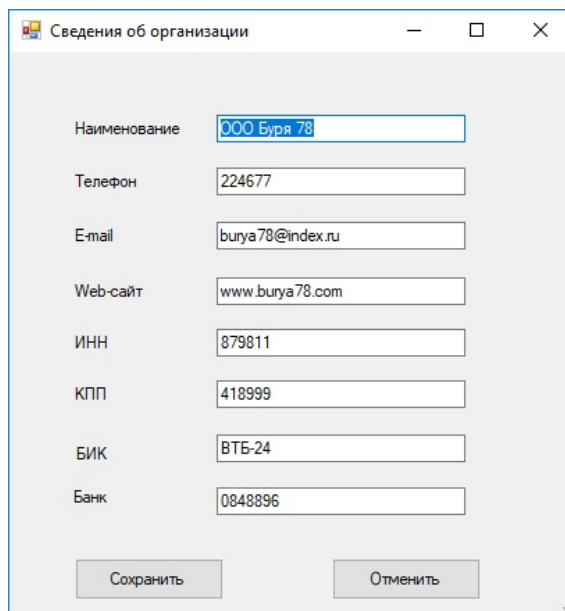 Сведения об организации
Наименование ООО Буря 78
Телефон 224677
E-mail burya78@index.ru
Web-сайт www.burya78.com
ИНН 879811
КПП 418999
БИК ВТБ-24
Банк 0848896
Сохранить Отменить